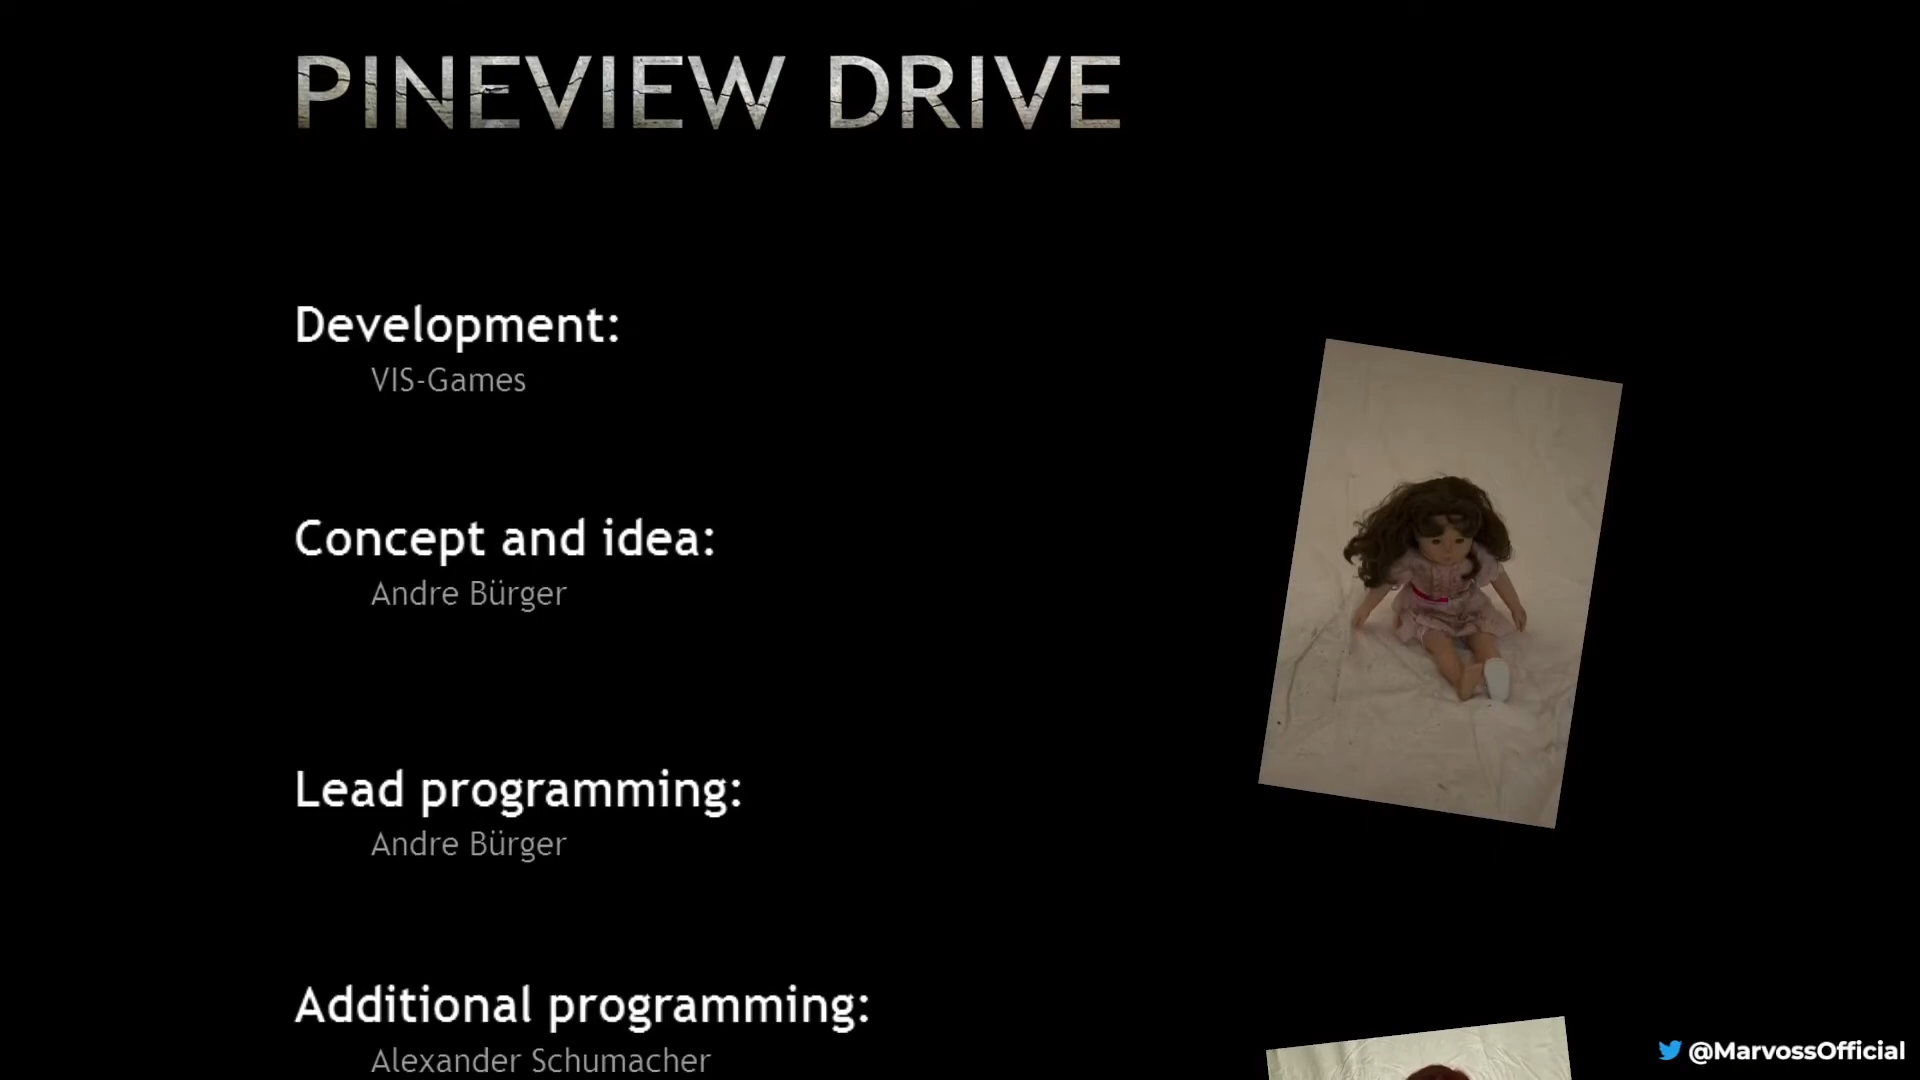 PINEVIEW DRIVE
Development:
VIS-Games
Concept and idea:
Andre Bürger
Lead programming:
Andre Bürger
Additional programming:
Alexander Schumacher
@MarvossOfficial